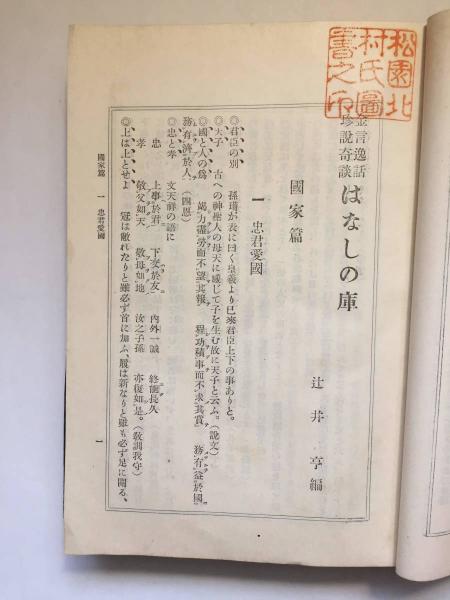 松園北
村氏圖
書之印
金言逸話
珍說奇談
はなしの庫
辻井亨編
國家篇
一 忠君愛國
◎君臣の別 孫瑴が表に曰く皇羲より已來君臣上下の事ありと。
◎天子 古への神樹人の母天に感じて子を生む故に天子と云ふ。(說文)
◎國と人の爲 竭力盡勞而不望其報 程功積事而不求其賞 務有益於國
務有濟於人(四恩)
◎忠と孝 文天祥の語に
忠 上事於君 下交於友 內外一誠 終能長久
孝 敬父如天 敬母如地 汝之子孫 亦復如是。(敎訓我守)
◎上は上とせよ 冠は敝れたりと雖必ず首に加ふ、履は新なりと雖も必ず足に關る、
國家篇 一 忠君愛國
一